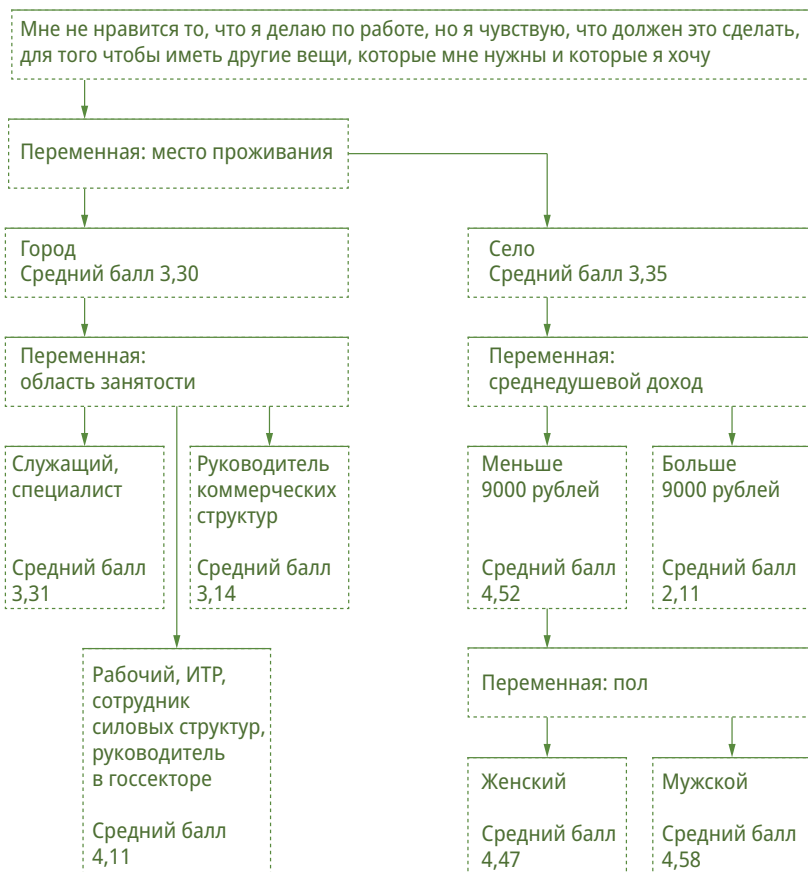 Мне не нравится то, что я делаю по работе, но я чувствую, что должен это сделать,
для того чтобы иметь другие вещи, которые мне нужны и которые я хочу
Переменная: место проживания
Город
Средний балл 3,30
Село
Средний балл 3,35
Переменная:
область занятости
Переменная:
среднедушевой доход
Служащий,
специалист
Средний балл
3,31
Руководитель
коммерческих
структур
Средний балл
3,14
Меньше
9000 рублей
Средний балл
4,52
Больше
9000 рублей
Средний балл
2,11
Рабочий, ИТР,
сотрудник
силовых структур,
руководитель
в госсекторе
Средний балл
4,11
Переменная: пол
Женский
Средний балл
4,47
Мужской
Средний балл
4,58